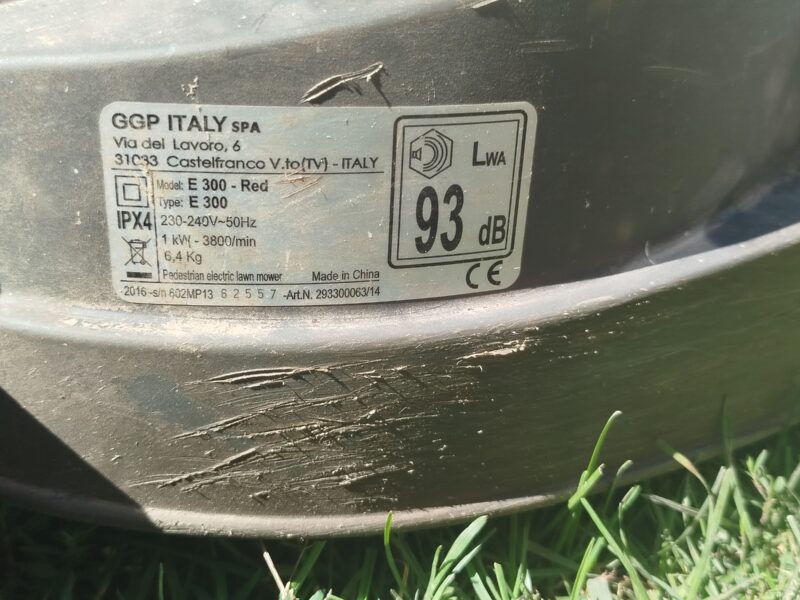 GGP ITALY SPA
Via del Lavoro, 6
31033 Castelfranco V.to(TV) - ITALY
Model: E 300 - Red
Type: E 300
IPX4 230-240V~50Hz
1 kW - 3800/min
6,4 Kg
Pedestrian electric lawn mower Made in China
2016 -s/n 602MP13 6 2 5 5 7 -Art.N. 293300063/14
LWA
93 dB
CE